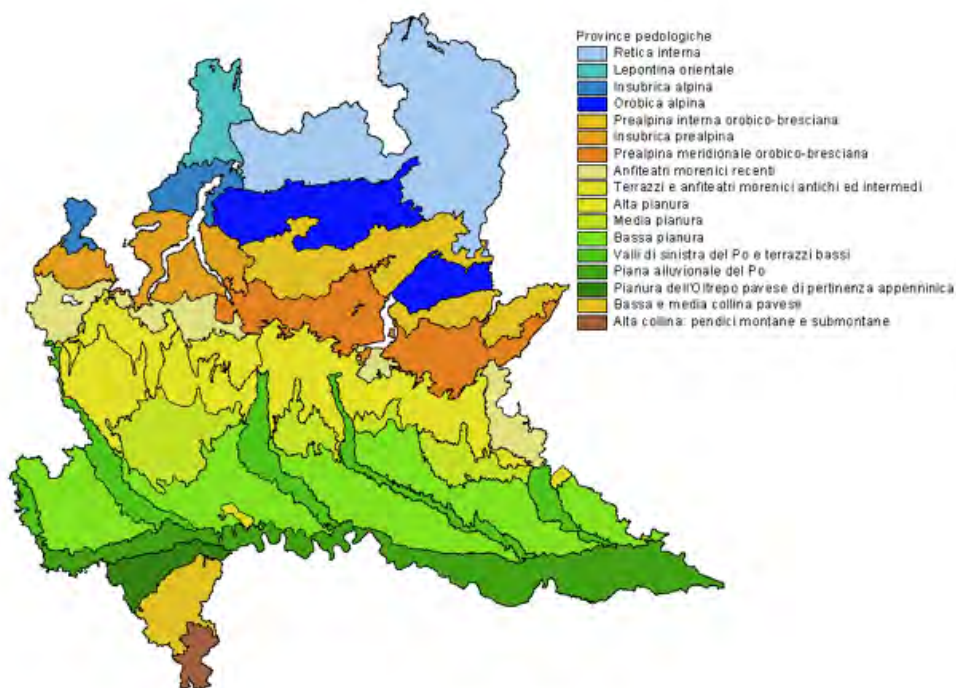 Province pedologiche
Retica interna
Lepontina orientale
Insubrica alpina
Orobica alpina
Prealpina interna orobico-bresciana
Insubrica prealpina
Prealpina meridionale orobico-bresciana
Anfiteatri morenici recenti
Terrazzi e anfiteatri morenici antichi ed intermedi
Alta pianura
Media pianura
Bassa pianura
Valli di sinistra del Po e terrazzi bassi
Piana alluvionale del Po
Pianura dell'Oltrepo pavese di pertinenza appenninica
Bassa e media collina pavese
Alta collina: pendici montane e submontane